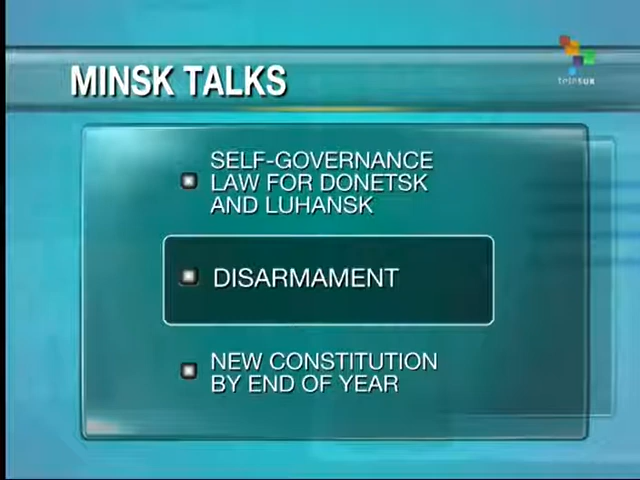 teleSUR
MINSK TALKS
SELF-GOVERNANCE
LAW FOR DONETSK
AND LUHANSK
DISARMAMENT
NEW CONSTITUTION
BY END OF YEAR